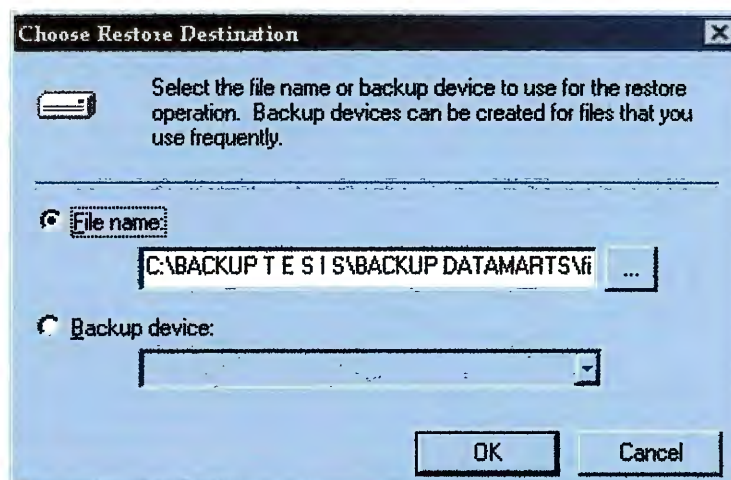 Choose Restore Destination
Select the file name or backup device to use for the restore
operation. Backup devices can be created for files that you
use frequently.
File name:
C:\BACKUP T E S I S\BACKUP DATAMARTS\fi
...
Backup device:
OK
Cancel